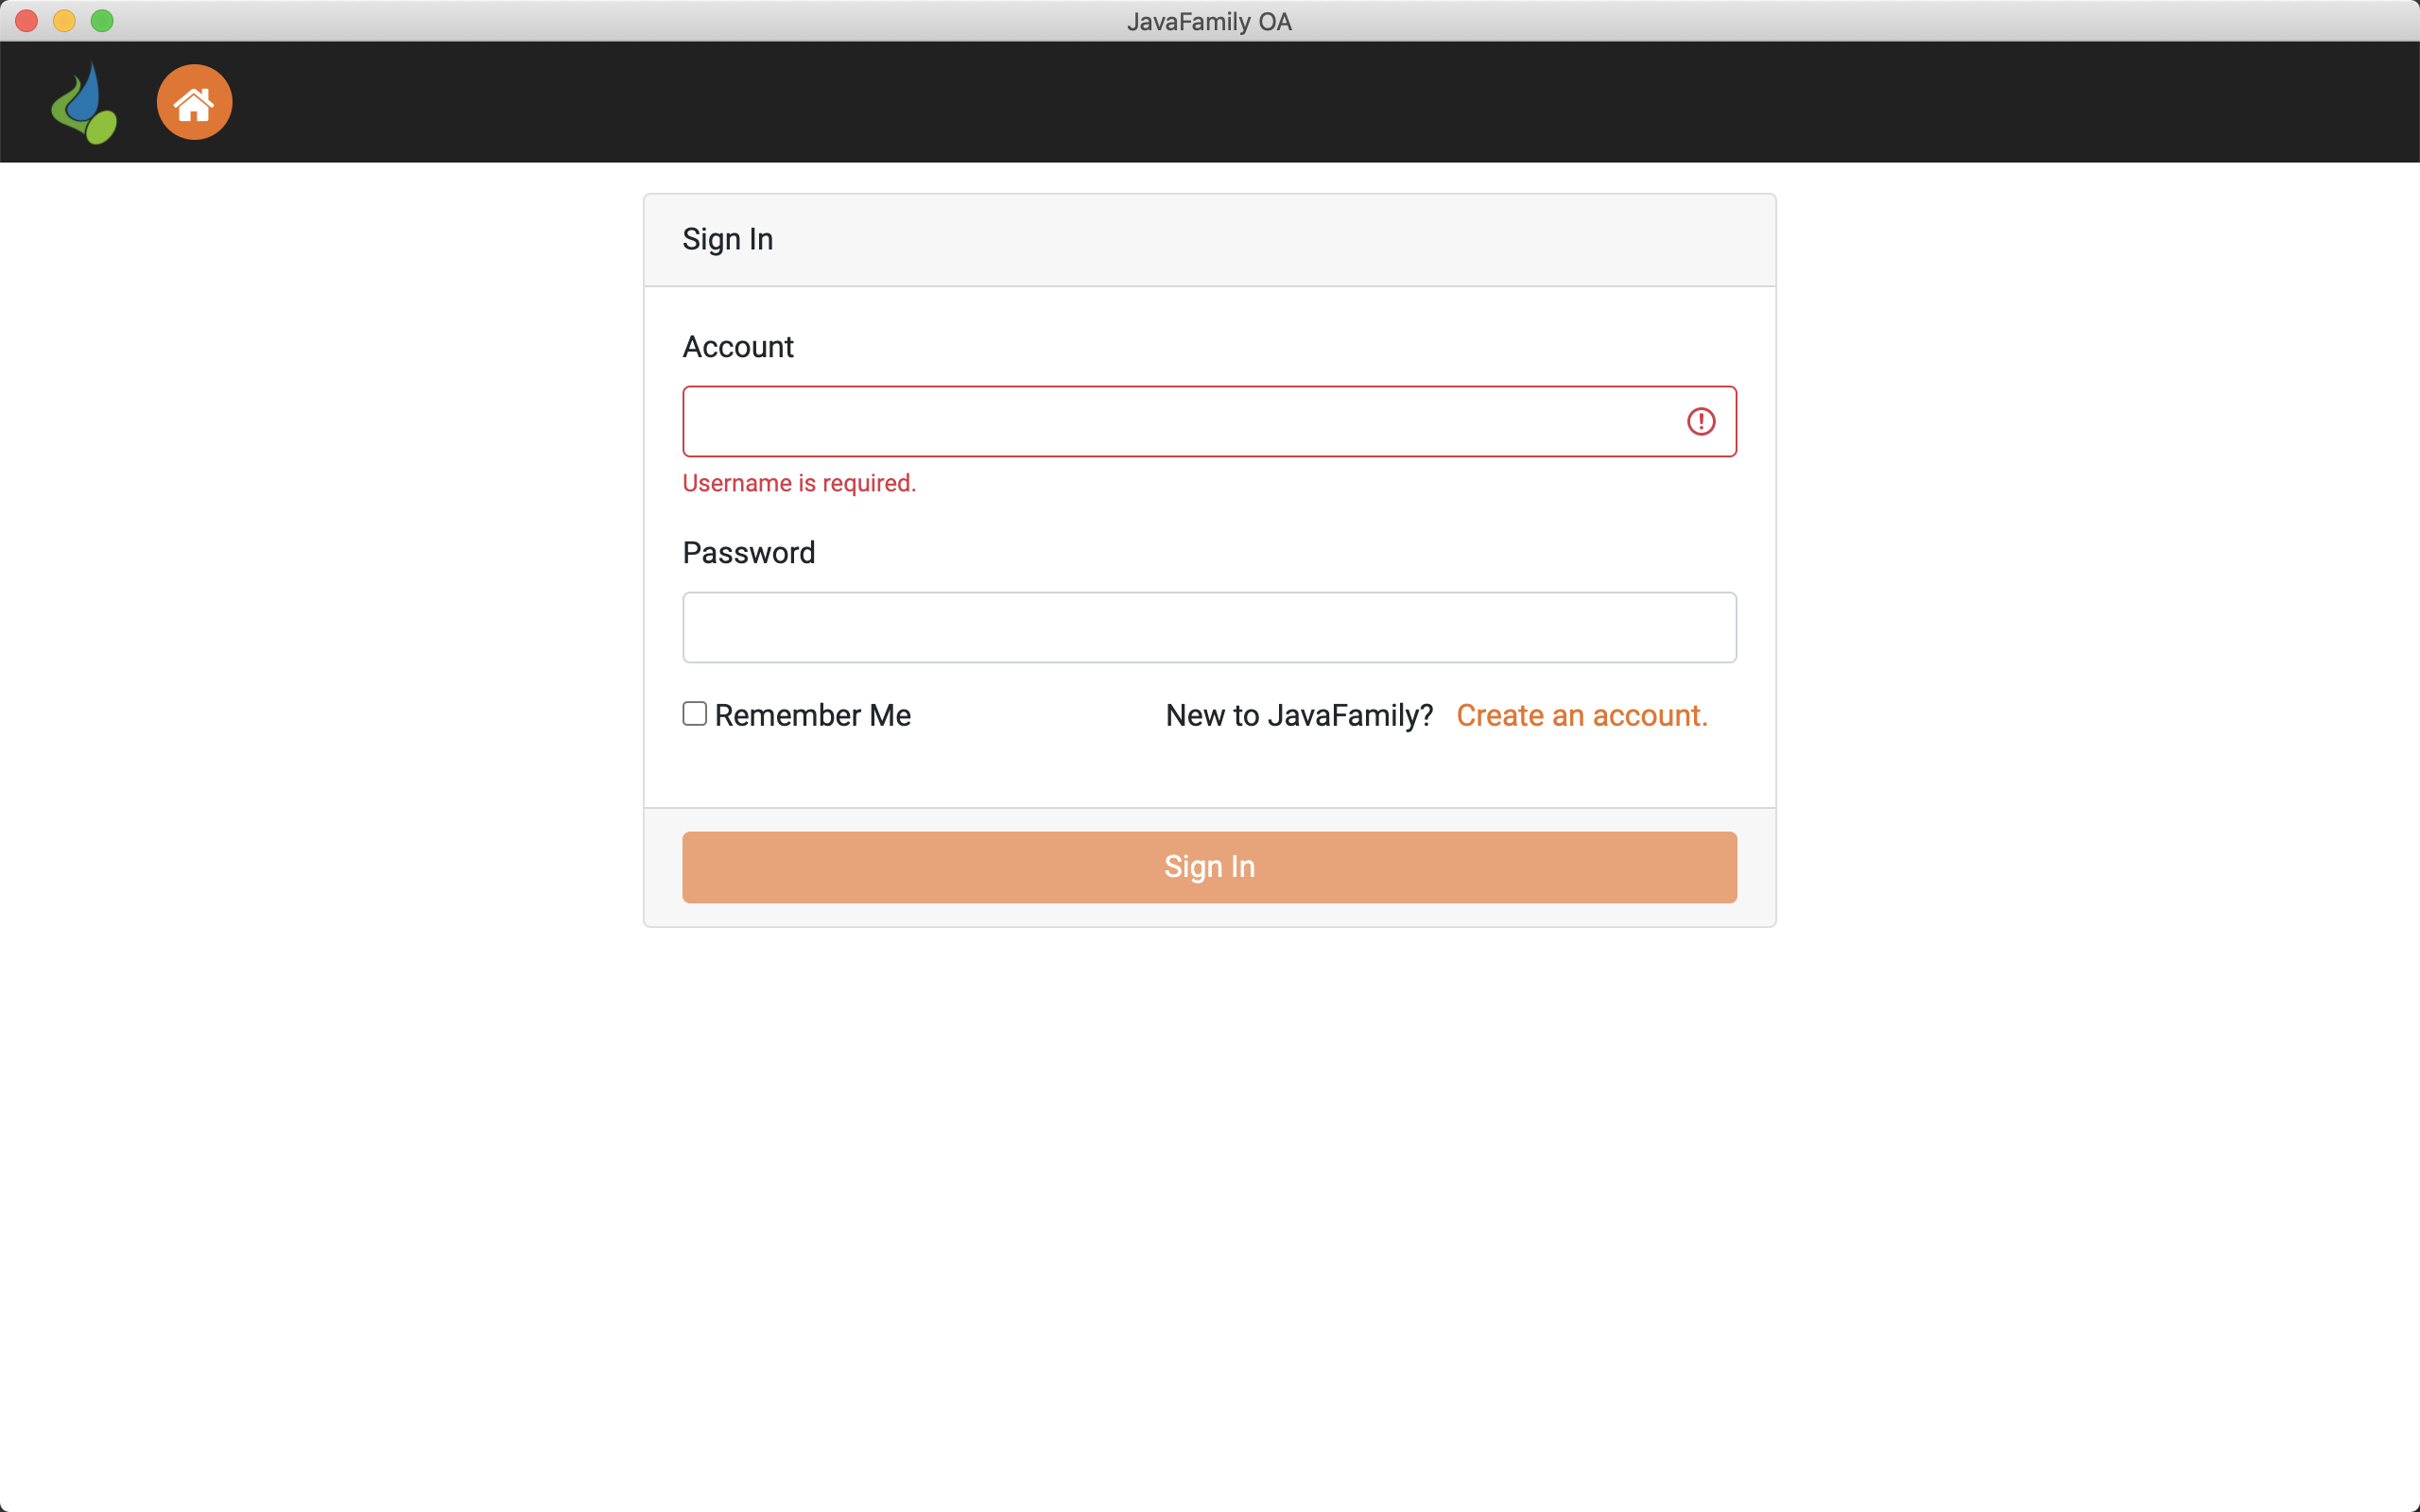 JavaFamily OA
Sign In
Account
Username is required.
Password
Remember Me New to JavaFamily? Create an account.
Sign In